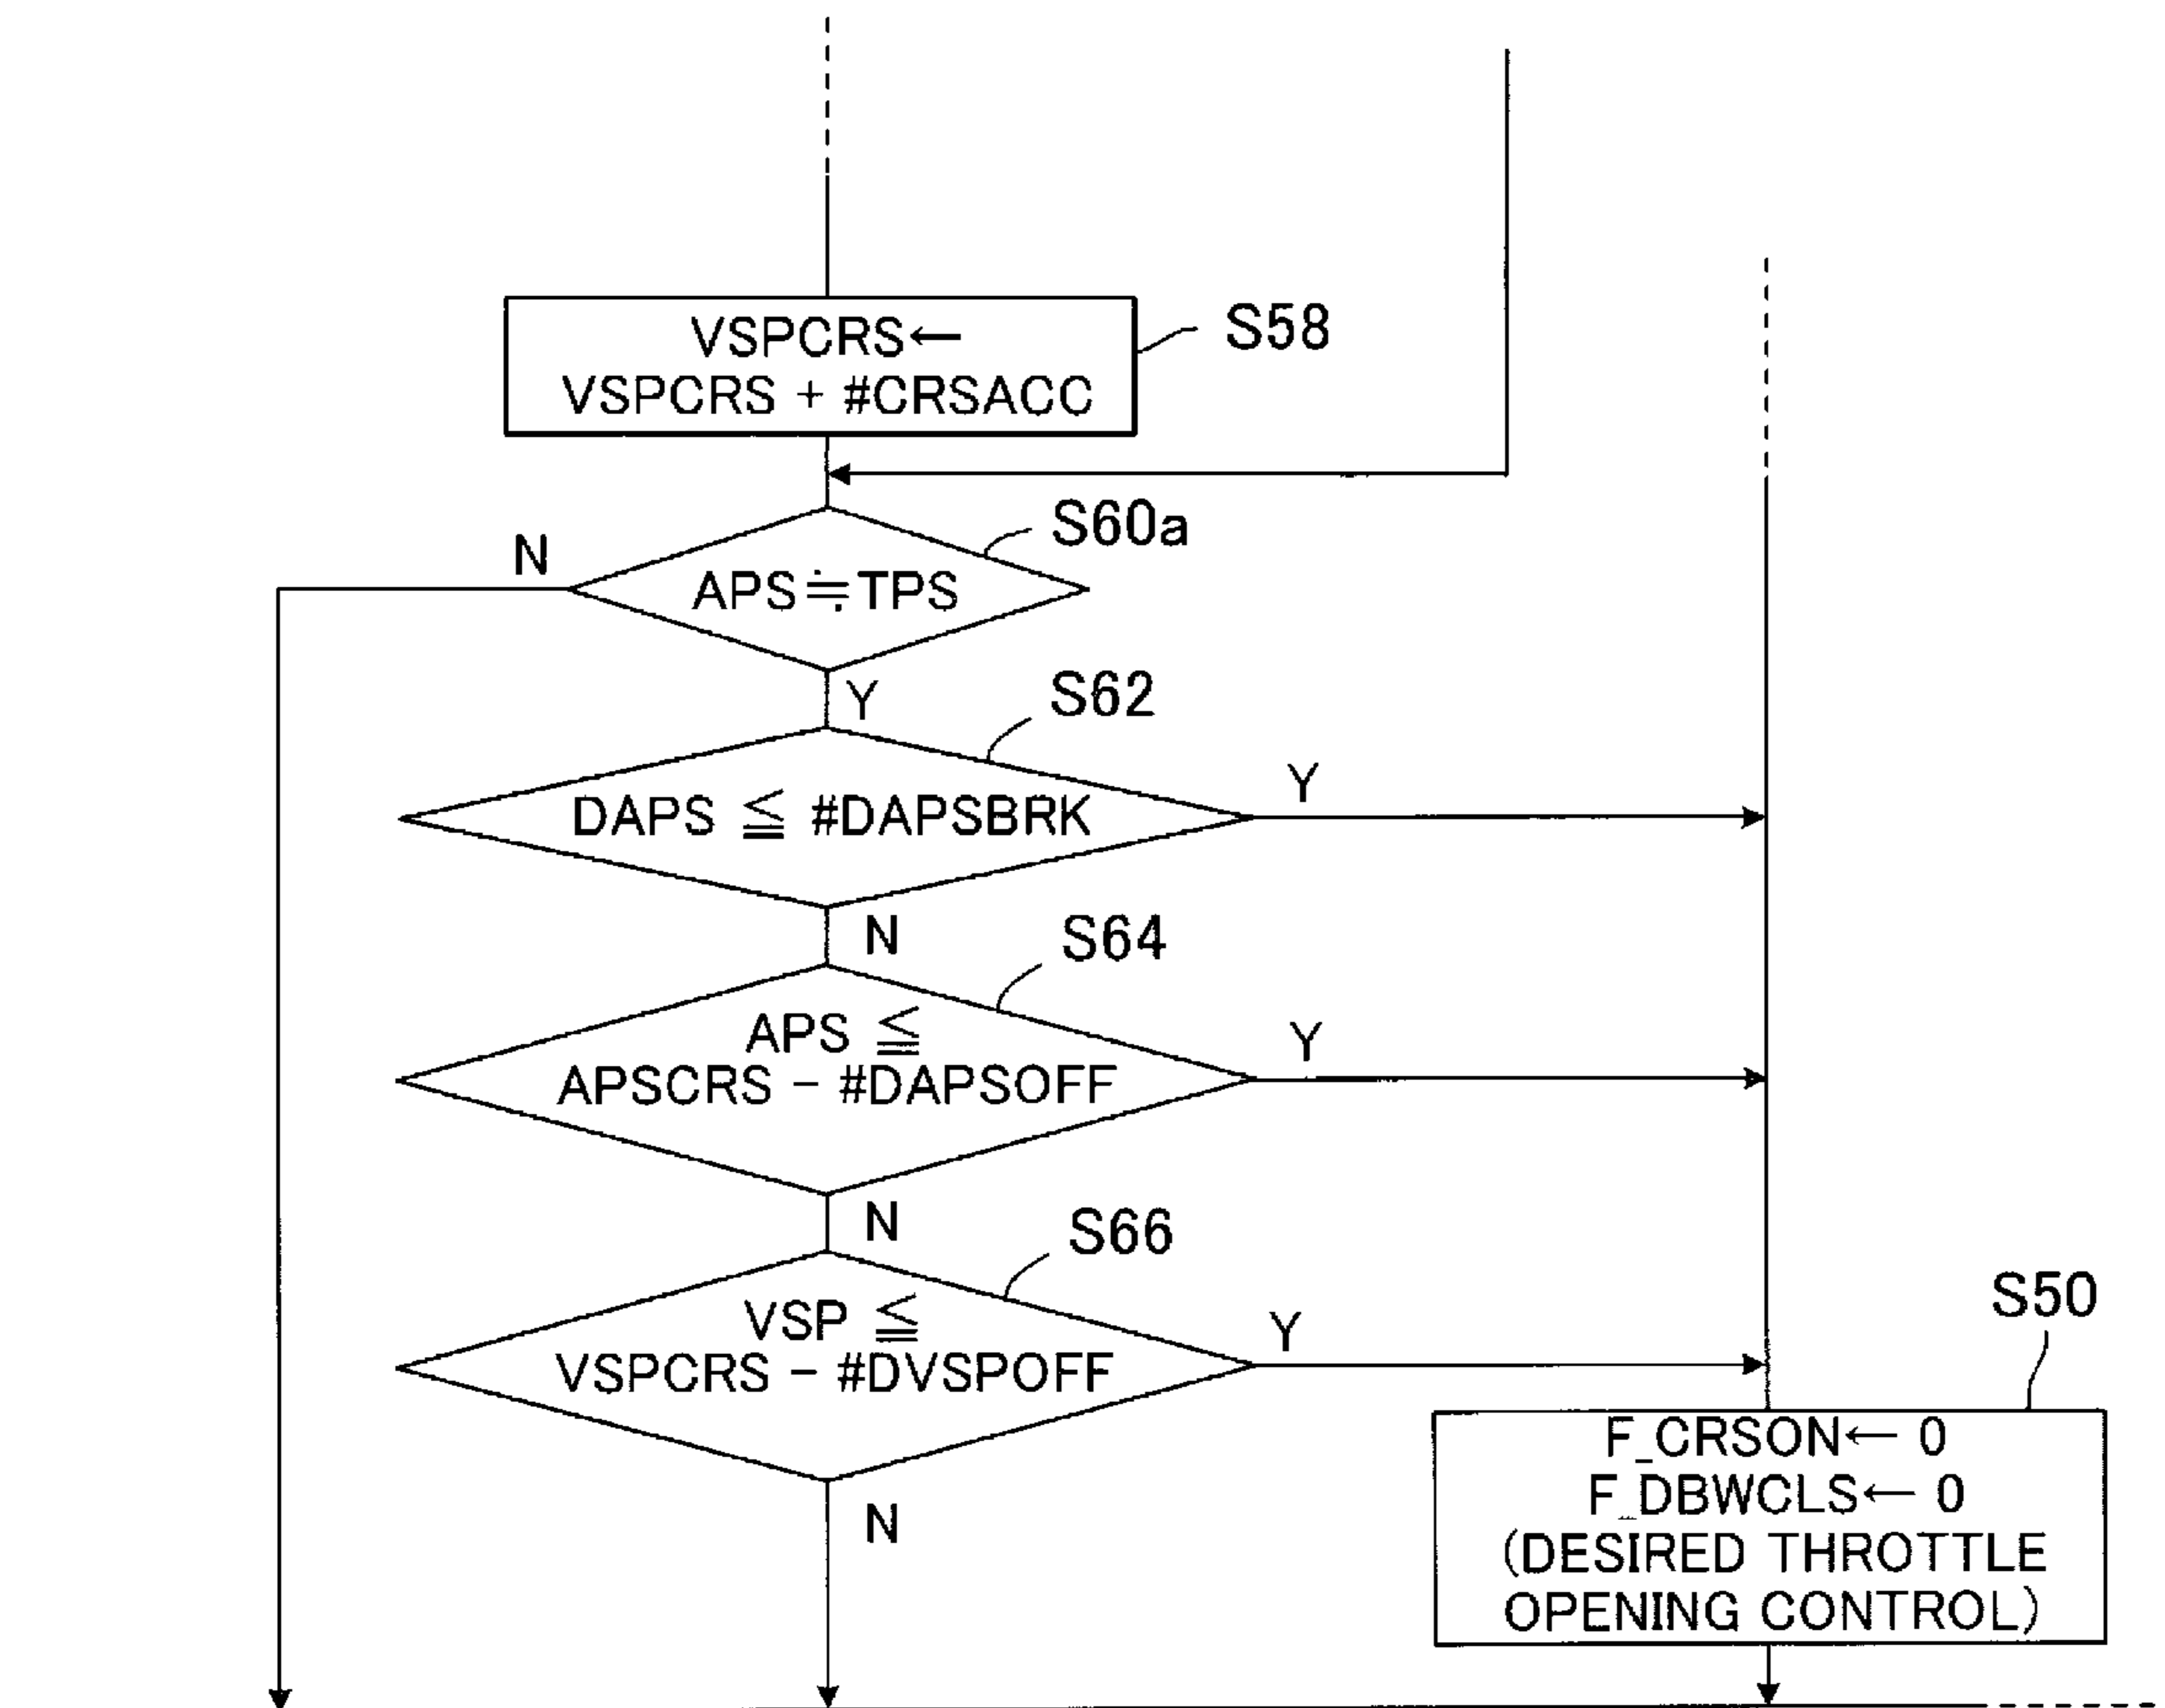 VSPCRS←
VSPCRS + #CRSACC
S58
S60a
N
APS≒TPS
Y
S62
DAPS ≦ #DAPSBRK
Y
N
S64
APS ≦
APSCRS − #DAPSOFF
Y
N
S66
VSP ≦
VSPCRS − #DVSPOFF
Y
N
S50
F_CRSON← 0
F_DBWCLS← 0
(DESIRED THROTTLE
OPENING CONTROL)